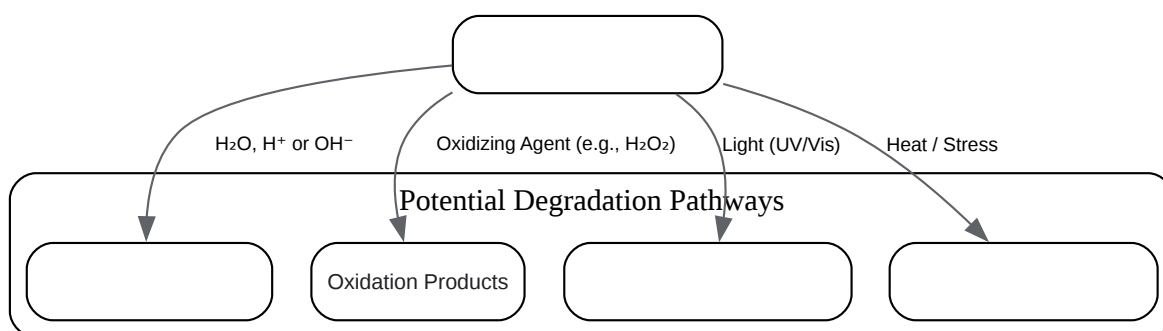 H₂O, H⁺ or OH⁻
Oxidizing Agent (e.g., H₂O₂)
Light (UV/Vis)
Heat / Stress
Potential Degradation Pathways
Oxidation Products